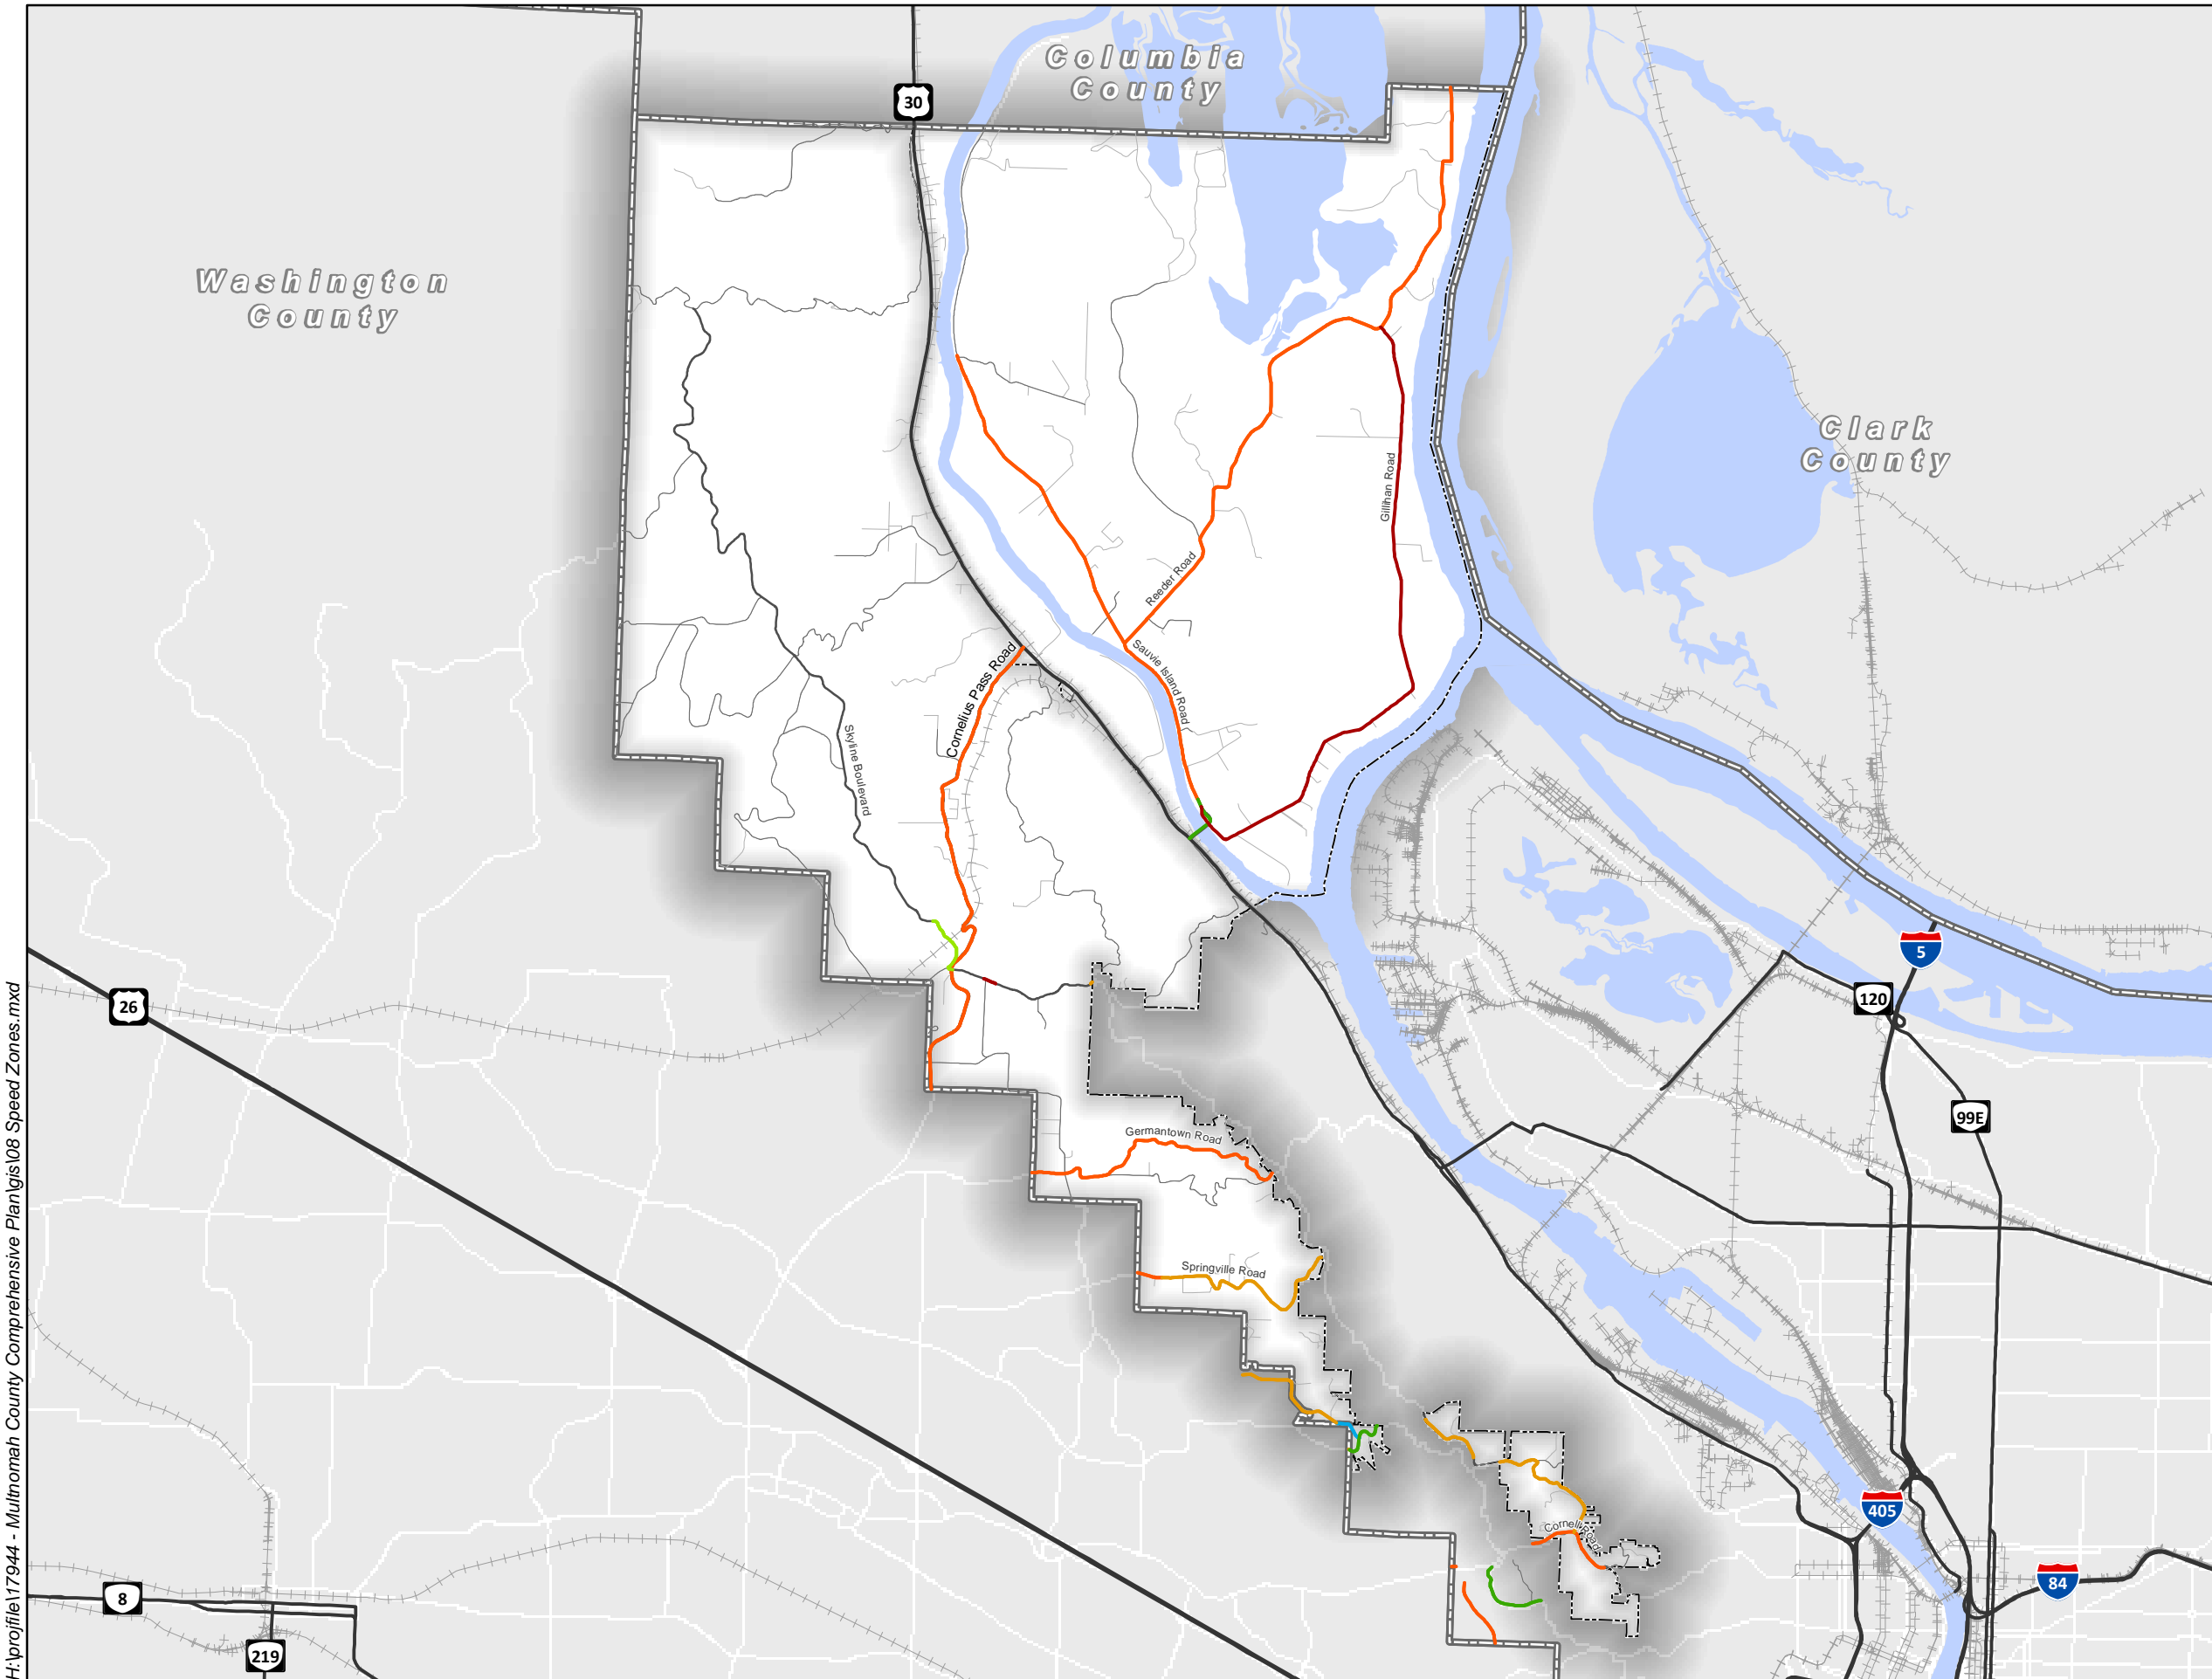 Columbia
County
30
Washington
County
Clark
County
Gillihan Road
Reeder Road
Sauvie Island Road
Cornelius Pass Road
Skyline Boulevard
5
120
26
99E
Germantown Road
Springville Road
Cornell Road
405
84
8
219
H:\projfile\17944 - Multnomah County Comprehensive Plan\gis\08 Speed Zones.mxd